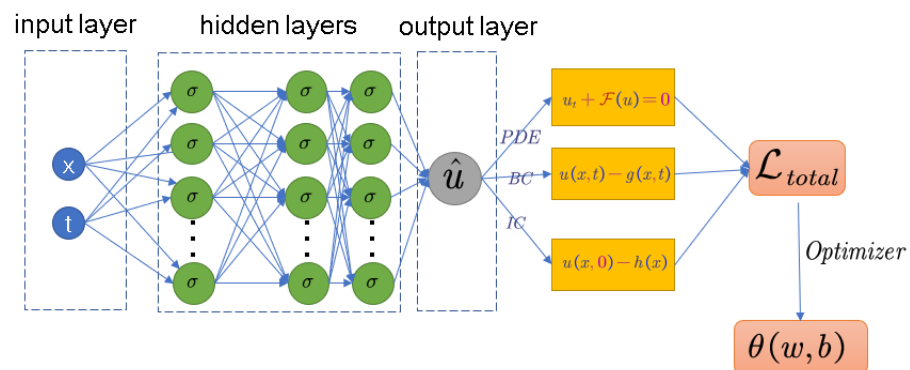 input layer
hidden layers
output layer
x
t
σ σ σ
σ σ σ
σ σ σ
σ σ σ
û
PDE
BC
IC
u_t + ℱ(u) = 0
u(x,t) − g(x,t)
u(x,0) − h(x)
ℒ_total
Optimizer
θ(w,b)